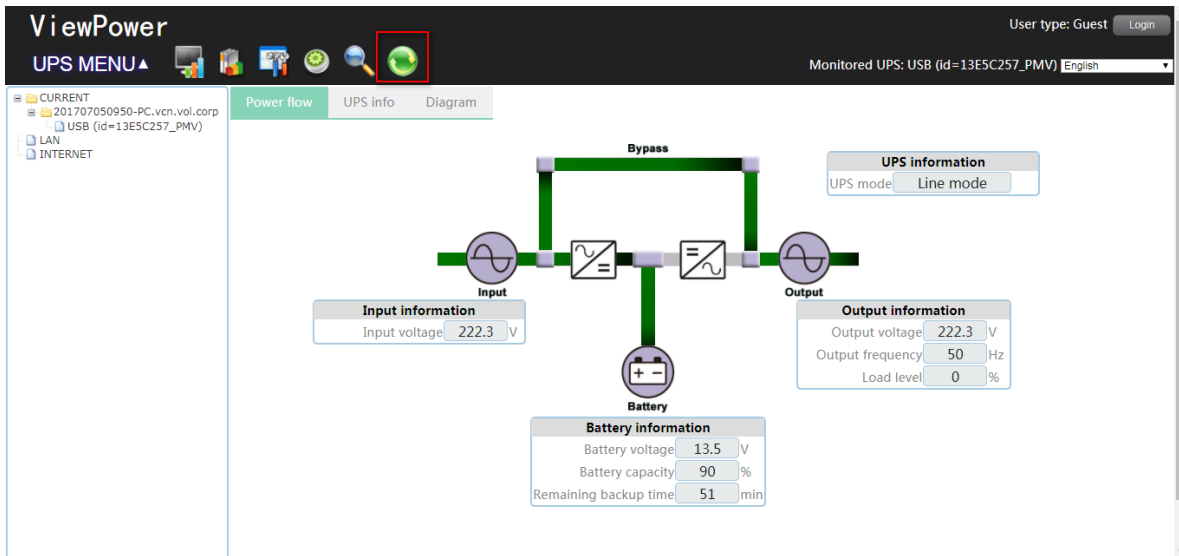 ViewPower
User type: Guest Login
UPS MENU▲
Monitored UPS: USB (id=13E5C257_PMV) English
CURRENT
201707050950-PC.vcn.vol.corp
USB (id=13E5C257_PMV)
LAN
INTERNET
Power flow UPS info Diagram
Bypass
UPS information
UPS mode Line mode
Input
Output
Input information
Input voltage 222.3 V
Output information
Output voltage 222.3 V
Output frequency 50 Hz
Load level 0 %
Battery
Battery information
Battery voltage 13.5 V
Battery capacity 90 %
Remaining backup time 51 min